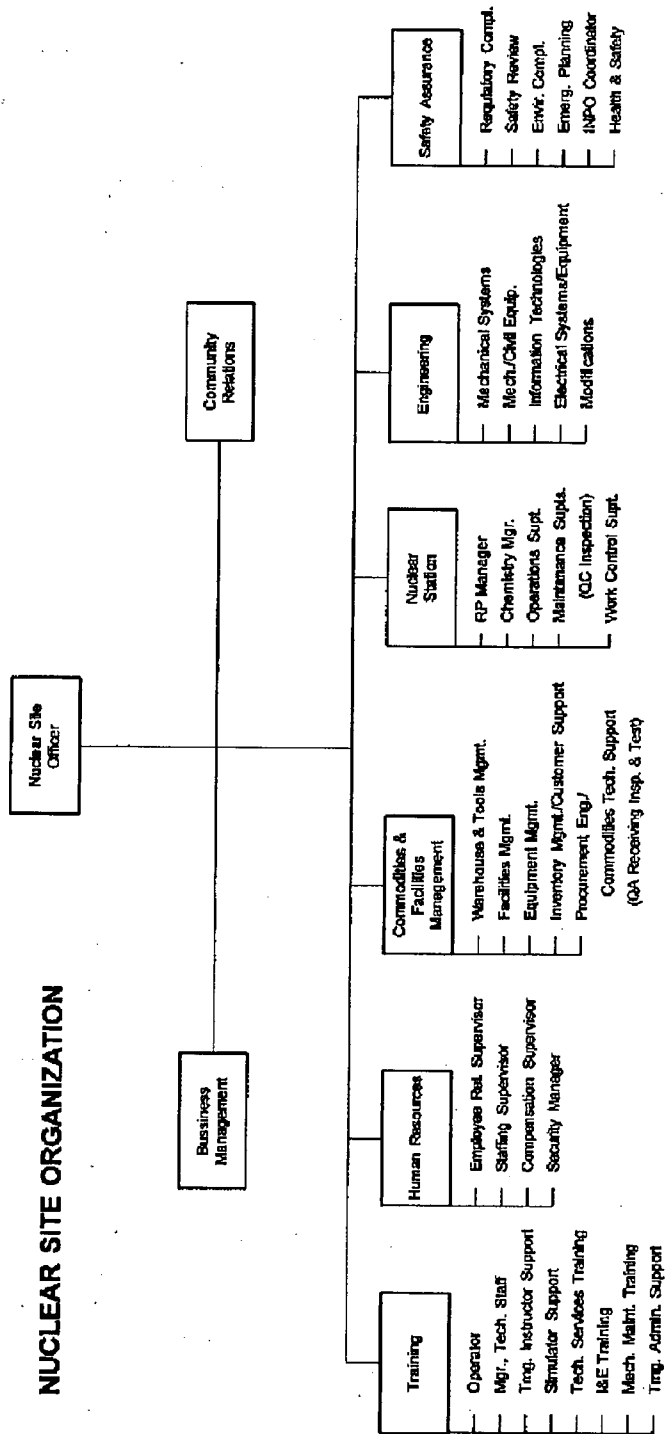 NUCLEAR SITE ORGANIZATION
Nuclear Site
Officer
Bussiness
Management
Community
Relations
Training
Operator
Mgr., Tech. Staff
Trng. Instructor Support
Simulator Support
Tech. Services Training
I&E Training
Mech. Maint. Training
Trng. Admin. Support
Human Resources
Employee Rel. Supervisor
Staffing Supervisor
Compensation Supervisor
Security Manager
Commodities &
Facilities
Management
Warehouse & Tools Mgmt.
Facilities Mgmt.
Equipment Mgmt.
Inventory Mgmt./Customer Support
Procurement Eng./
Commodities Tech. Support
(QA Receiving Insp. & Test)
Nuclear
Station
RP Manager
Chemistry Mgr.
Operations Supt.
Maintenance Supts.
(QC Inspection)
Work Control Supt.
Engineering
Mechanical Systems
Mech./Civil Equip.
Information Technologies
Electrical Systems/Equipment
Modifications
Safety Assurance
Regulatory Compl.
Safety Review
Envir. Compl.
Emerg. Planning
INPO Coordinator
Health & Safety